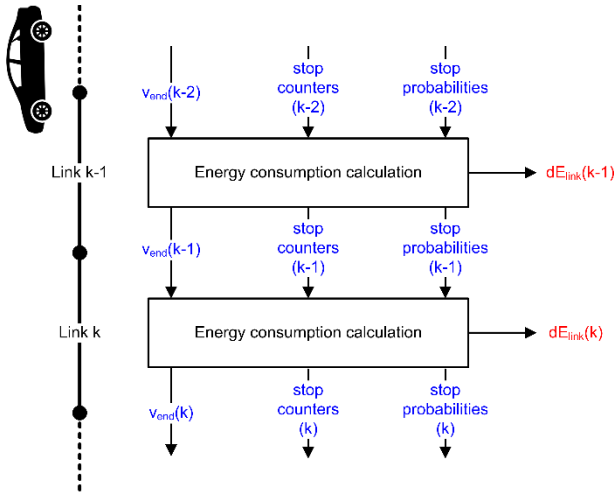 v_end(k-2)
stop
counters
(k-2)
stop
probabilities
(k-2)
Link k-1
Energy consumption calculation
dE_link(k-1)
v_end(k-1)
stop
counters
(k-1)
stop
probabilities
(k-1)
Link k
Energy consumption calculation
dE_link(k)
v_end(k)
stop
counters
(k)
stop
probabilities
(k)